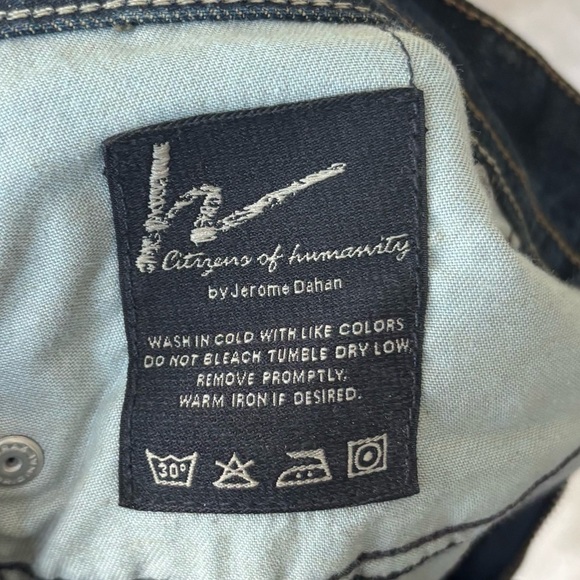 h
Citizens of humanity
by Jerome Dahan
WASH IN COLD WITH LIKE COLORS
DO NOT BLEACH TUMBLE DRY LOW.
REMOVE PROMPTLY.
WARM IRON IF DESIRED.
30°